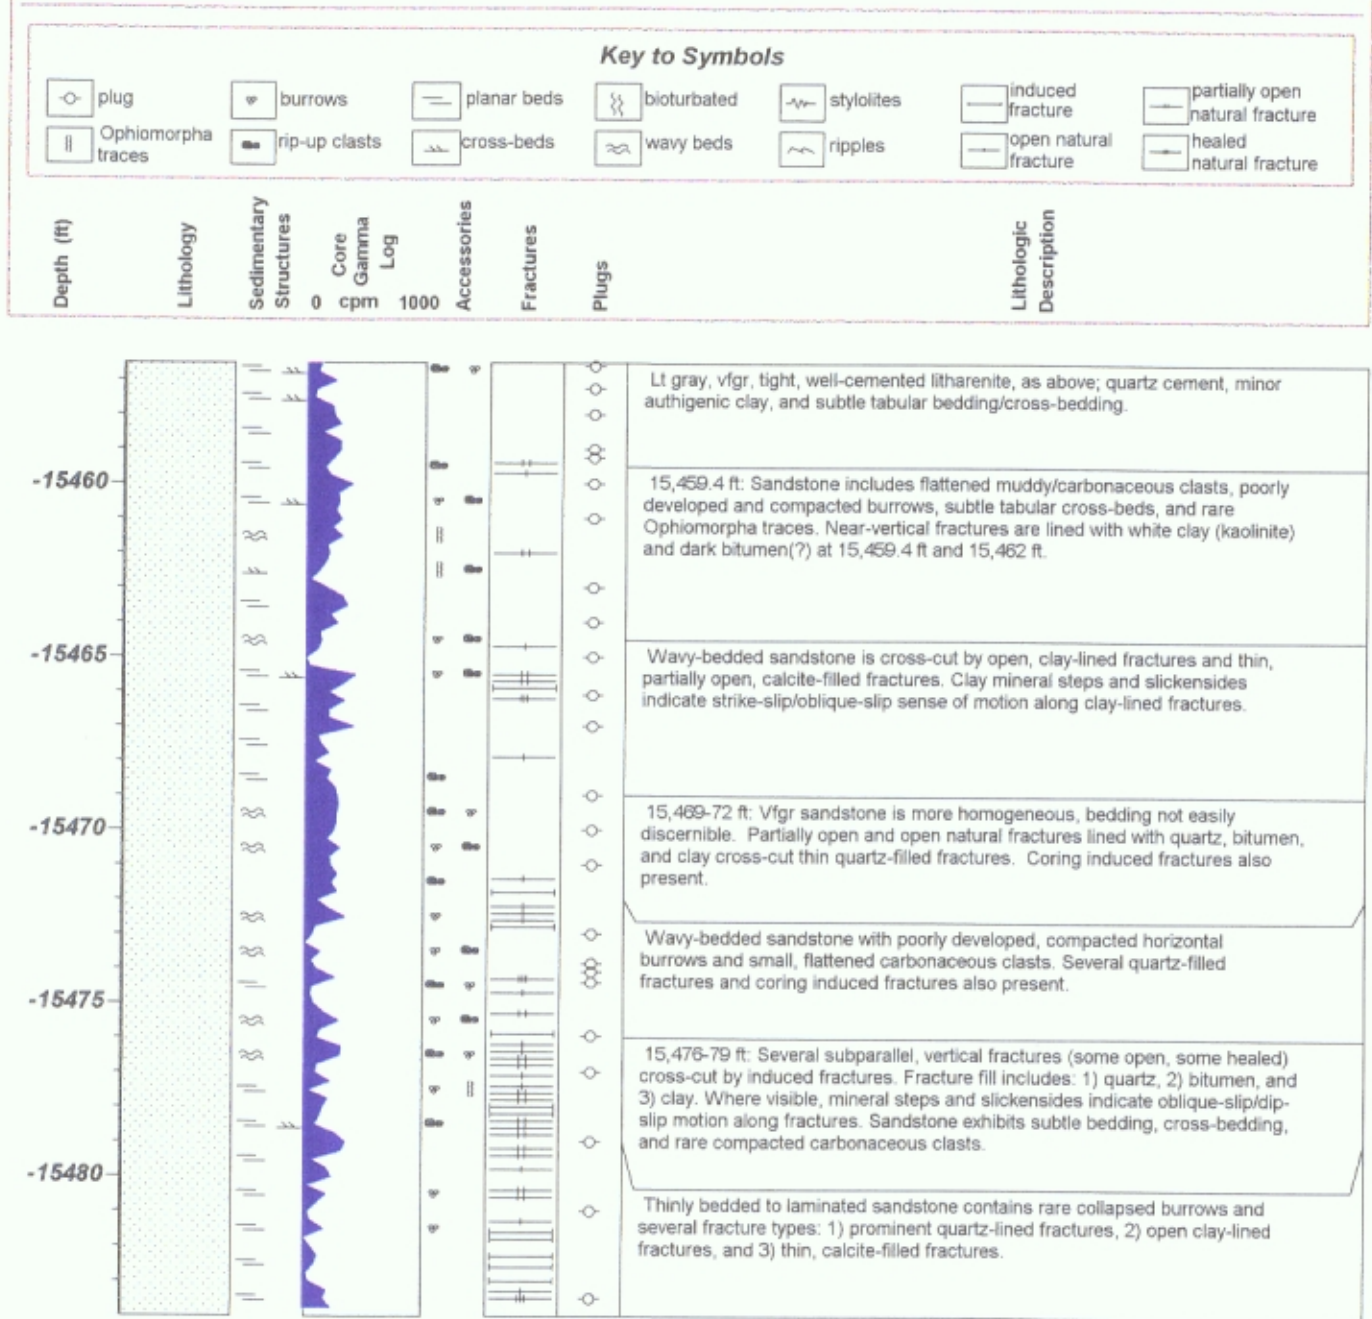 Key to Symbols
plug
burrows
planar beds
bioturbated
stylolites
induced
fracture
partially open
natural fracture
Ophiomorpha
traces
rip-up clasts
cross-beds
wavy beds
ripples
open natural
fracture
healed
natural fracture
Depth (ft)
Lithology
Sedimentary
Structures
Core
Gamma
Log
0 cpm 1000
Accessories
Fractures
Plugs
Lithologic
Description
Lt gray, vfgr, tight, well-cemented litharenite, as above; quartz cement, minor
authigenic clay, and subtle tabular bedding/cross-bedding.
-15460
15,459.4 ft: Sandstone includes flattened muddy/carbonaceous clasts, poorly
developed and compacted burrows, subtle tabular cross-beds, and rare
Ophiomorpha traces. Near-vertical fractures are lined with white clay (kaolinite)
and dark bitumen(?) at 15,459.4 ft and 15,462 ft.
-15465
Wavy-bedded sandstone is cross-cut by open, clay-lined fractures and thin,
partially open, calcite-filled fractures. Clay mineral steps and slickensides
indicate strike-slip/oblique-slip sense of motion along clay-lined fractures.
-15470
15,469-72 ft: Vfgr sandstone is more homogeneous, bedding not easily
discernible. Partially open and open natural fractures lined with quartz, bitumen,
and clay cross-cut thin quartz-filled fractures. Coring induced fractures also
present.
Wavy-bedded sandstone with poorly developed, compacted horizontal
burrows and small, flattened carbonaceous clasts. Several quartz-filled
fractures and coring induced fractures also present.
-15475
15,476-79 ft: Several subparallel, vertical fractures (some open, some healed)
cross-cut by induced fractures. Fracture fill includes: 1) quartz, 2) bitumen, and
3) clay. Where visible, mineral steps and slickensides indicate oblique-slip/dip-
slip motion along fractures. Sandstone exhibits subtle bedding, cross-bedding,
and rare compacted carbonaceous clasts.
-15480
Thinly bedded to laminated sandstone contains rare collapsed burrows and
several fracture types: 1) prominent quartz-lined fractures, 2) open clay-lined
fractures, and 3) thin, calcite-filled fractures.